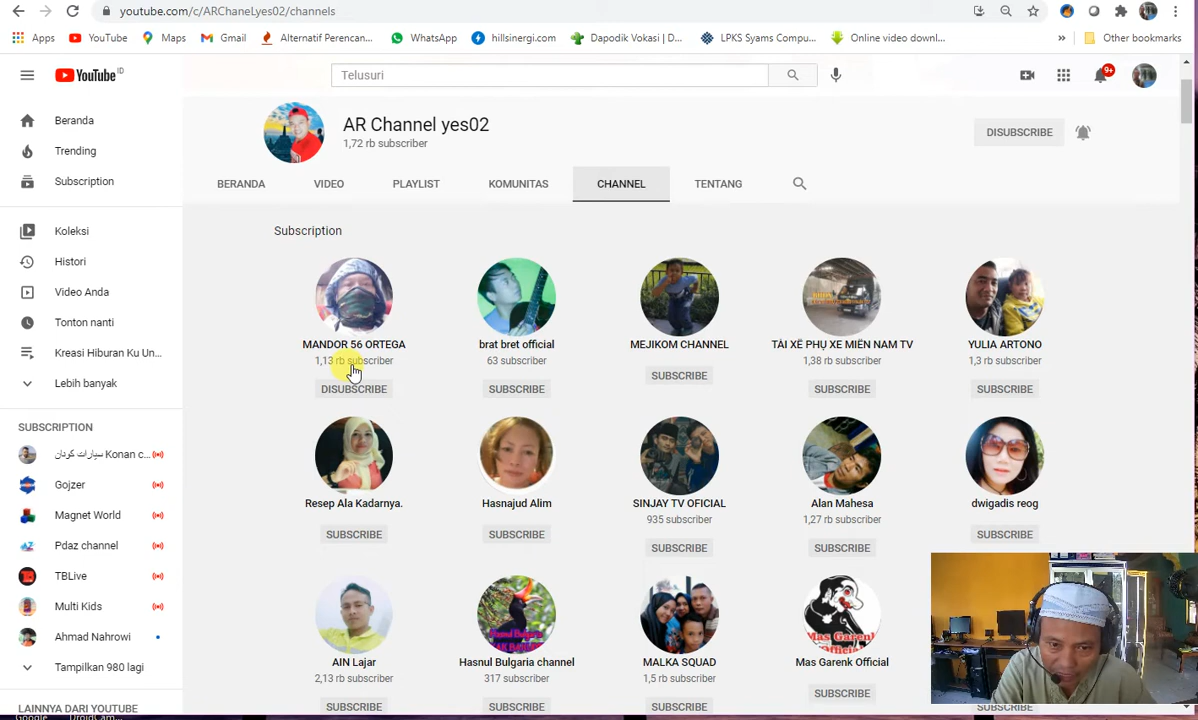 youtube.com/c/ARChaneLyes02/channels
Apps YouTube Maps Gmail Alternatif Perencan... WhatsApp hillsinergi.com Dapodik Vokasi | D... LPKS Syams Compu... Online video downl... » Other bookmarks
YouTube ID
Telusuri
9+
Beranda
Trending
Subscription
Koleksi
Histori
Video Anda
Tonton nanti
Kreasi Hiburan Ku Un...
Lebih banyak
SUBSCRIPTION
سيارات كردان Konan c...
Gojzer
Magnet World
Pdaz channel
TBLive
Multi Kids
Ahmad Nahrowi
Tampilkan 980 lagi
LAINNYA DARI YOUTUBE
AR Channel yes02
1,72 rb subscriber
DISUBSCRIBE
BERANDA VIDEO PLAYLIST KOMUNITAS CHANNEL TENTANG
Subscription
MANDOR 56 ORTEGA brat bret official MEJIKOM CHANNEL TÀI XẾ PHỤ XE MIỀN NAM TV YULIA ARTONO
1,13 rb subscriber 63 subscriber 1,38 rb subscriber 1,3 rb subscriber
DISUBSCRIBE SUBSCRIBE SUBSCRIBE SUBSCRIBE SUBSCRIBE
Resep Ala Kadarnya. Hasnajud Alim SINJAY TV OFICIAL Alan Mahesa dwigadis reog
935 subscriber 1,27 rb subscriber
SUBSCRIBE SUBSCRIBE SUBSCRIBE SUBSCRIBE SUBSCRIBE
AIN Lajar Hasnul Bulgaria channel MALKA SQUAD Mas Garenk Official
2,13 rb subscriber 317 subscriber 1,5 rb subscriber
SUBSCRIBE SUBSCRIBE SUBSCRIBE SUBSCRIBE SUBSCRIBE
Google DroidCam...